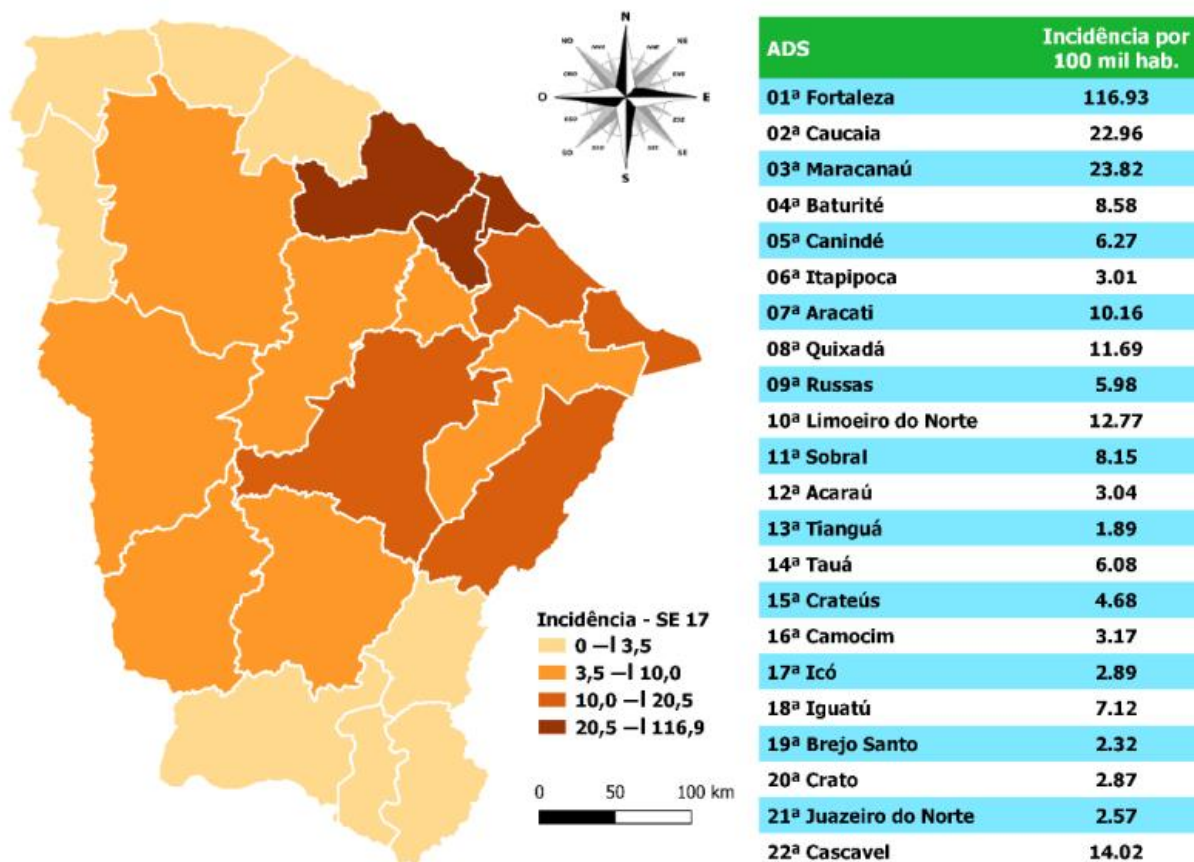 N
NO
NE
O
E
SO
SE
S
Incidência - SE 17
0 —l 3,5
3,5 —l 10,0
10,0 —l 20,5
20,5 —l 116,9
0 50 100 km
ADS Incidência por
100 mil hab.
01ª Fortaleza 116.93
02ª Caucaia 22.96
03ª Maracanaú 23.82
04ª Baturité 8.58
05ª Canindé 6.27
06ª Itapipoca 3.01
07ª Aracati 10.16
08ª Quixadá 11.69
09ª Russas 5.98
10ª Limoeiro do Norte 12.77
11ª Sobral 8.15
12ª Acaraú 3.04
13ª Tianguá 1.89
14ª Tauá 6.08
15ª Crateús 4.68
16ª Camocim 3.17
17ª Icó 2.89
18ª Iguatú 7.12
19ª Brejo Santo 2.32
20ª Crato 2.87
21ª Juazeiro do Norte 2.57
22ª Cascavel 14.02